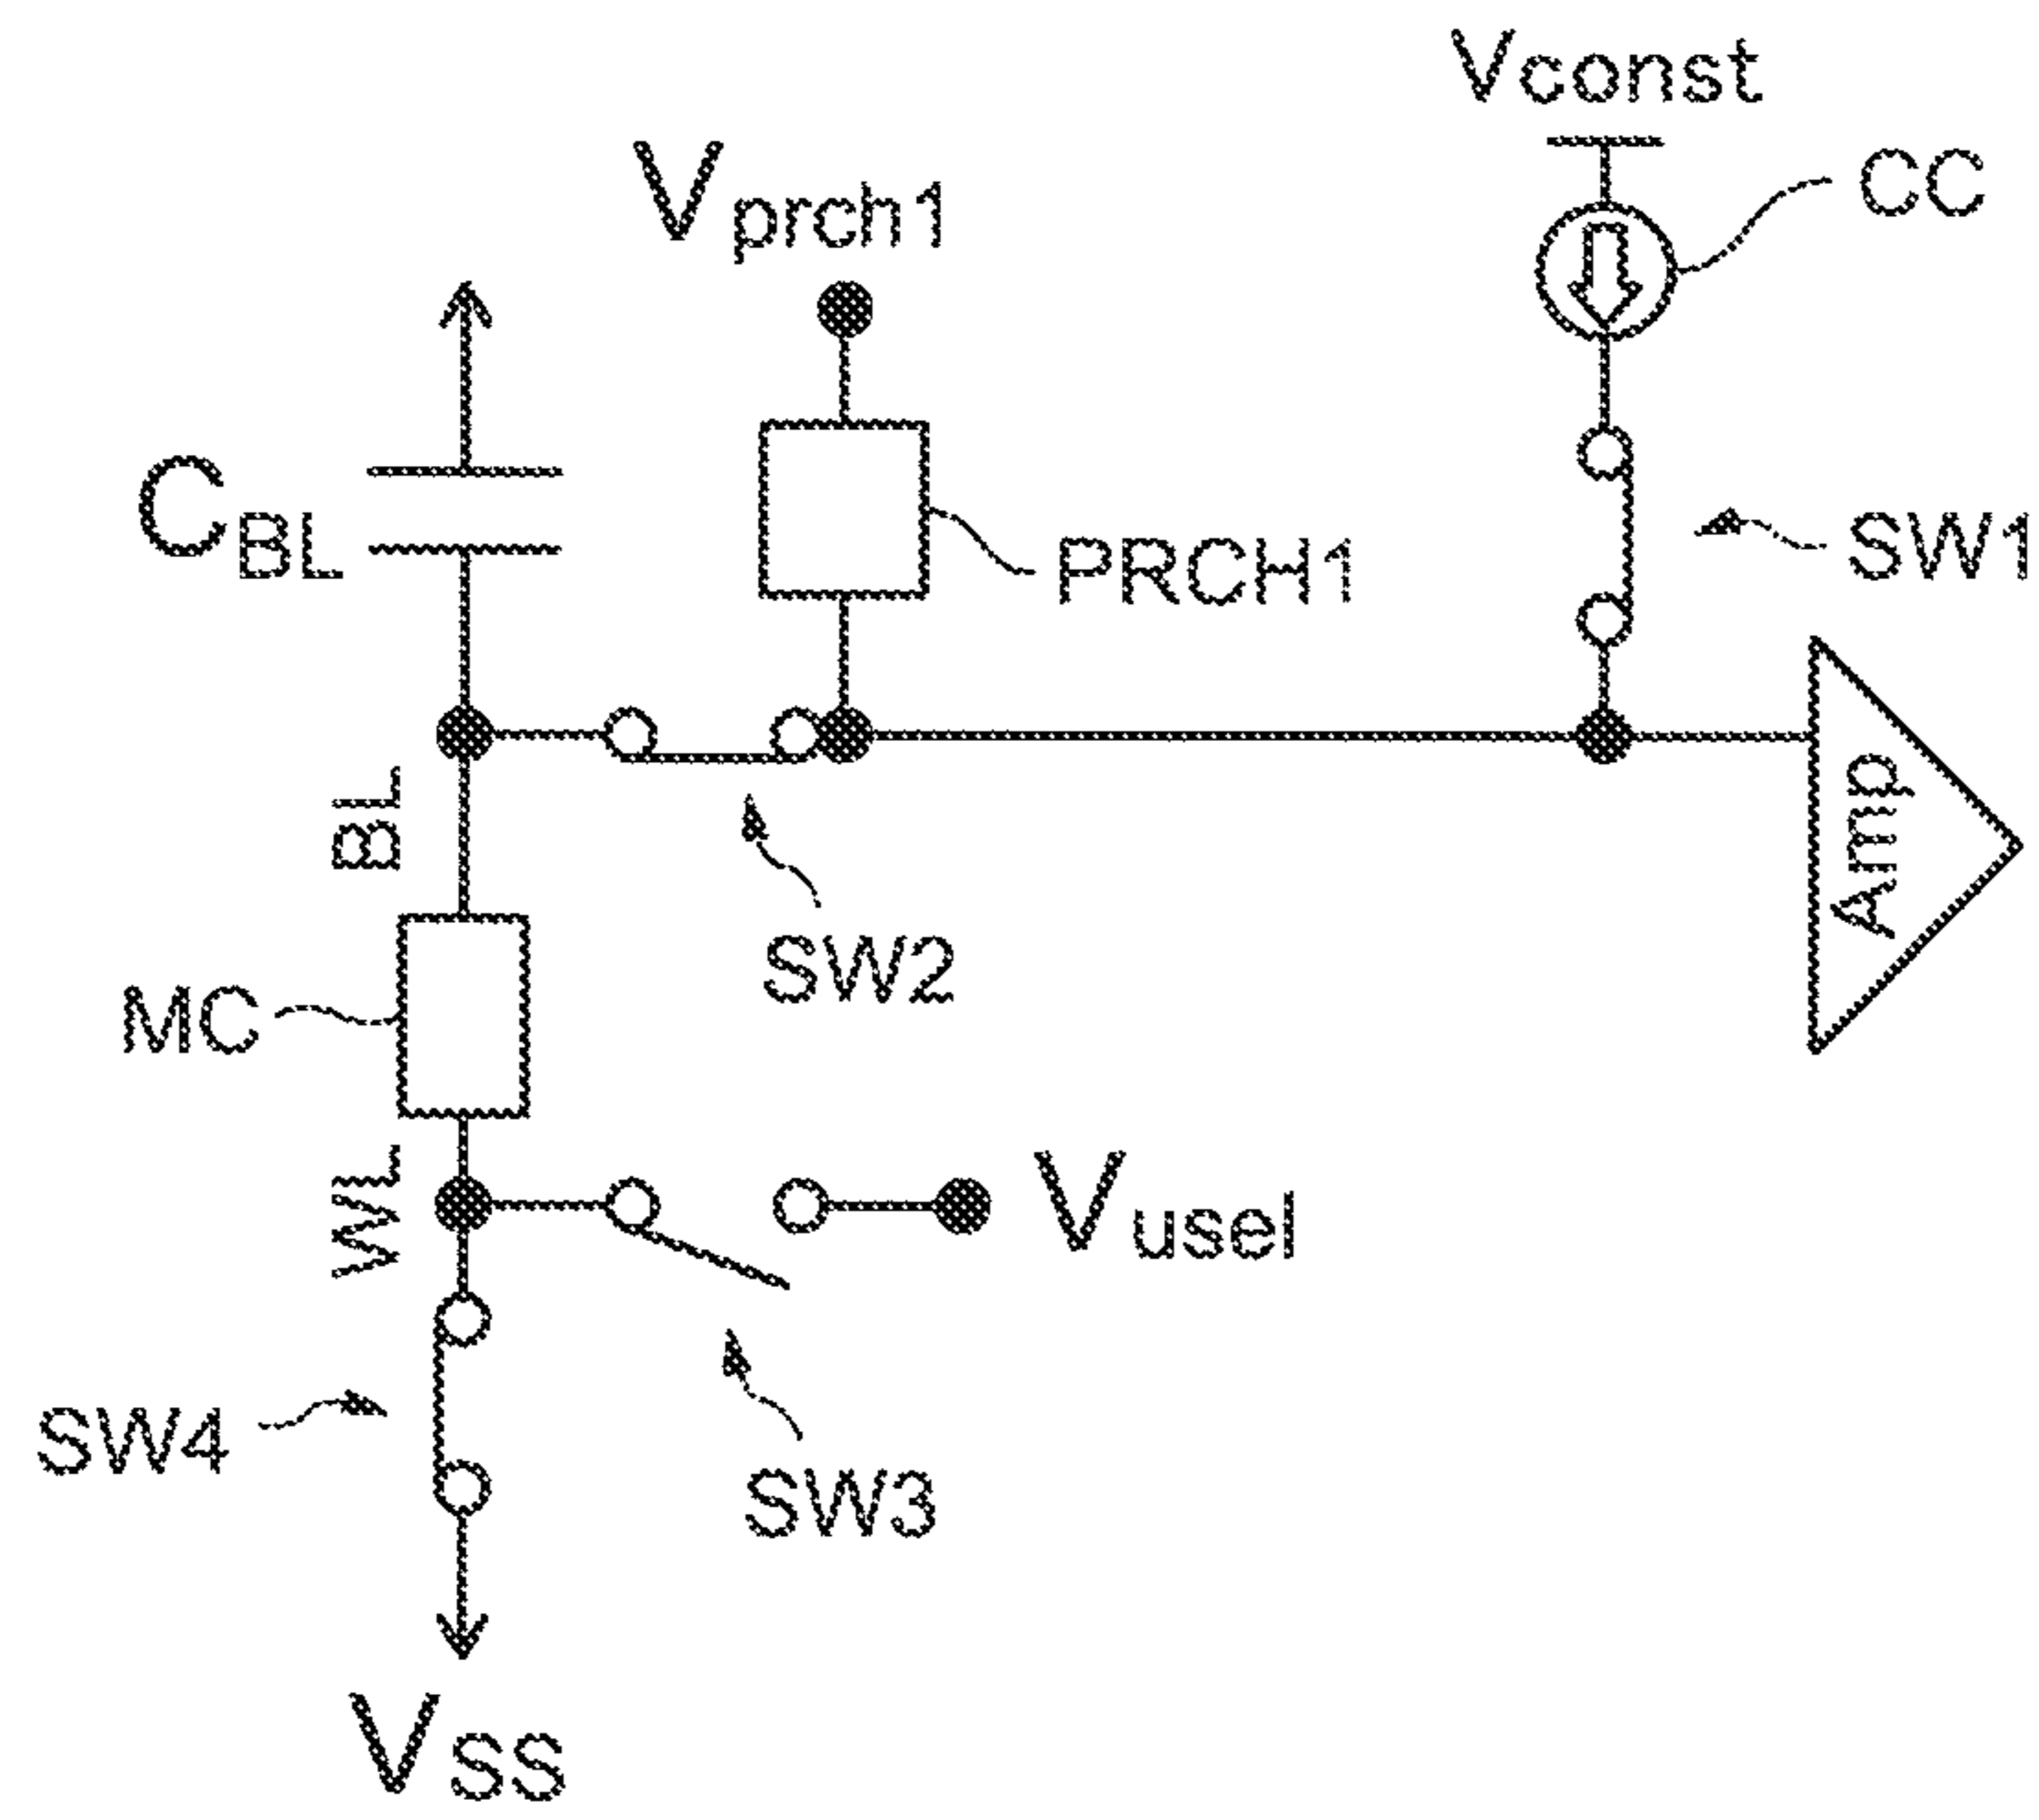 Vconst
CC
Vprch1
CBL
PRCH1
SW1
BL
Amp
SW2
MC
WL
Vusel
SW4
SW3
VSS